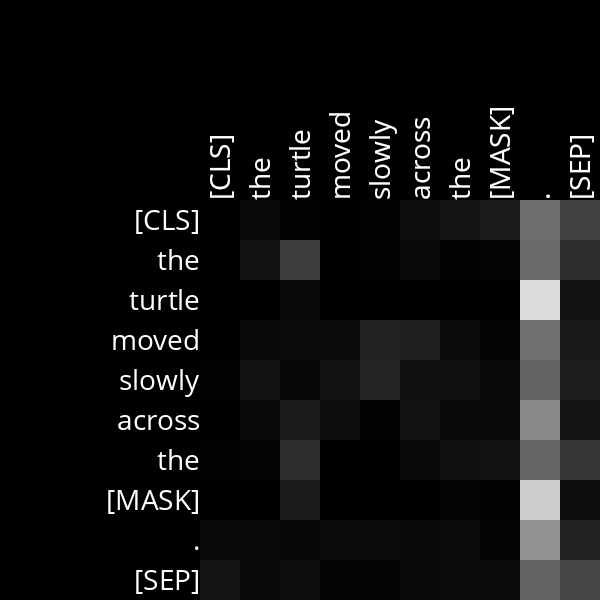 [CLS] the turtle moved slowly across the [MASK] . [SEP]
[CLS]
the
turtle
moved
slowly
across
the
[MASK]
.
[SEP]